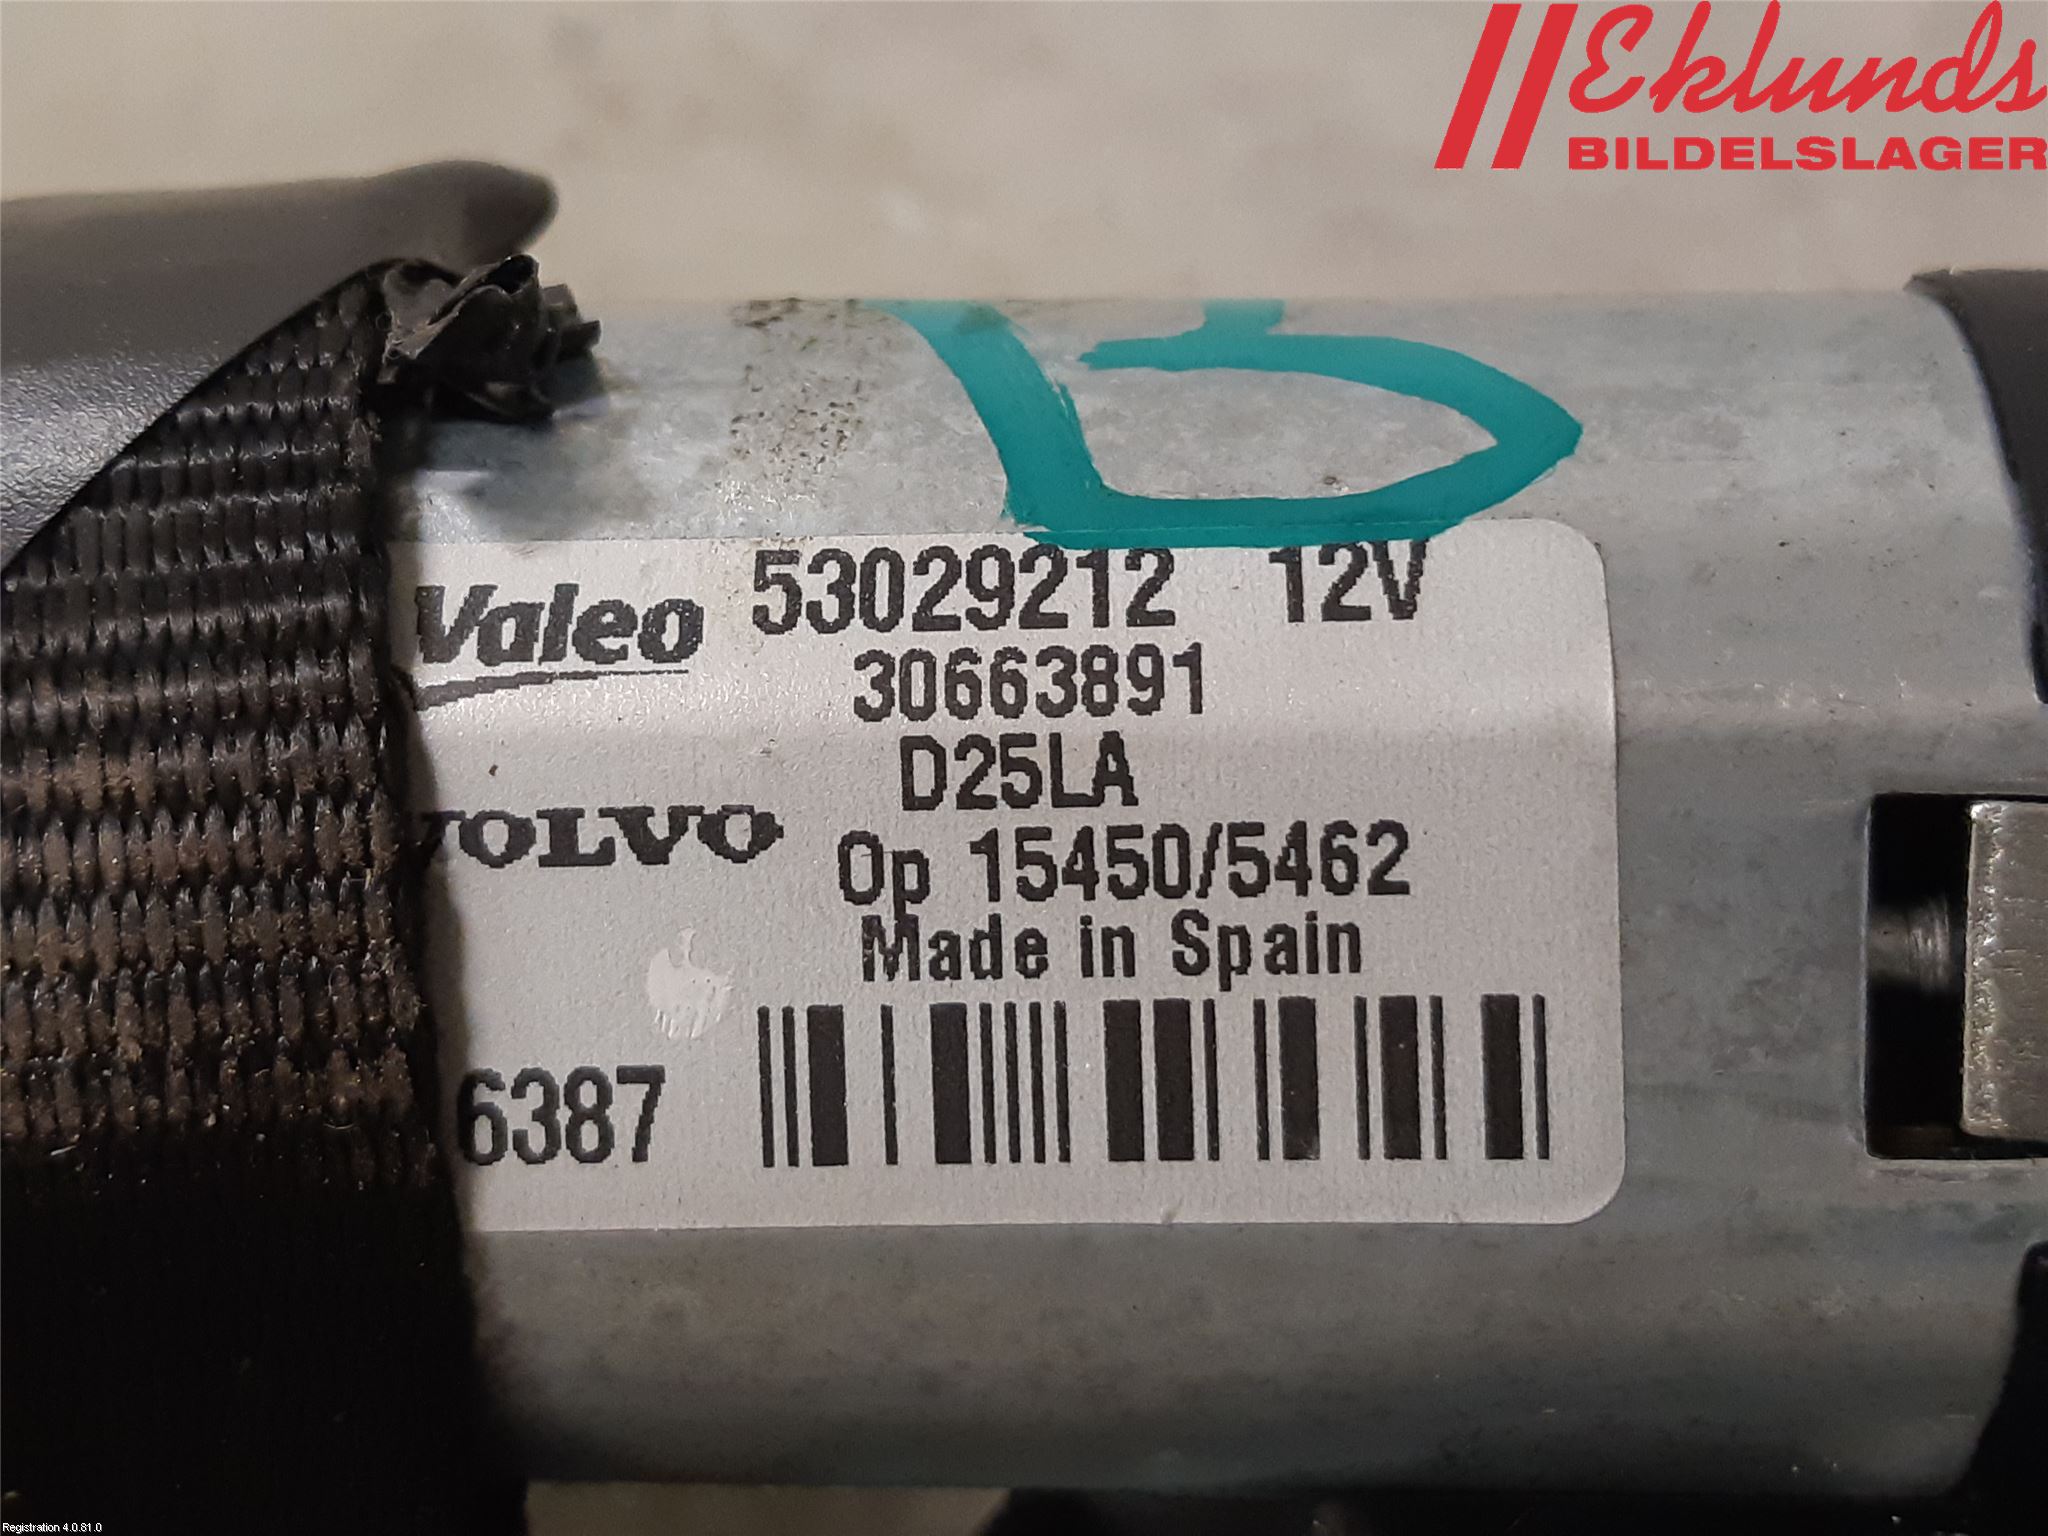 Eklunds
BILDELSLAGER
Valeo 53029212 12V
30663891
D25LA
VOLVO
Op 15450/5462
Made in Spain
6387
Registration 4.0.81.0